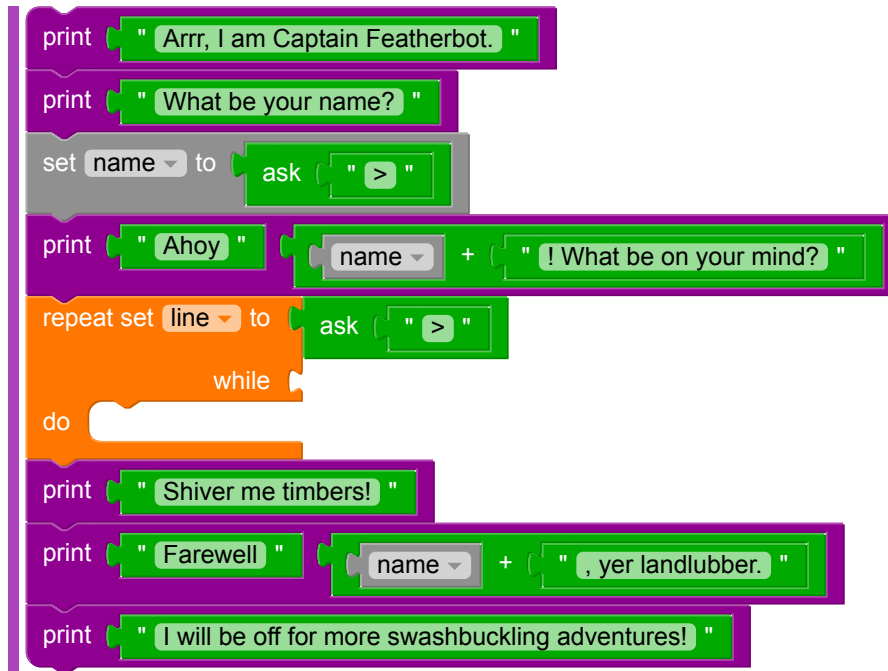 print " Arrr, I am Captain Featherbot. "
print " What be your name? "
set name to ask " > "
print " Ahoy " name + " ! What be on your mind? "
repeat set line to ask " > "
while
do
print " Shiver me timbers! "
print " Farewell " name + " , yer landlubber. "
print " I will be off for more swashbuckling adventures! "